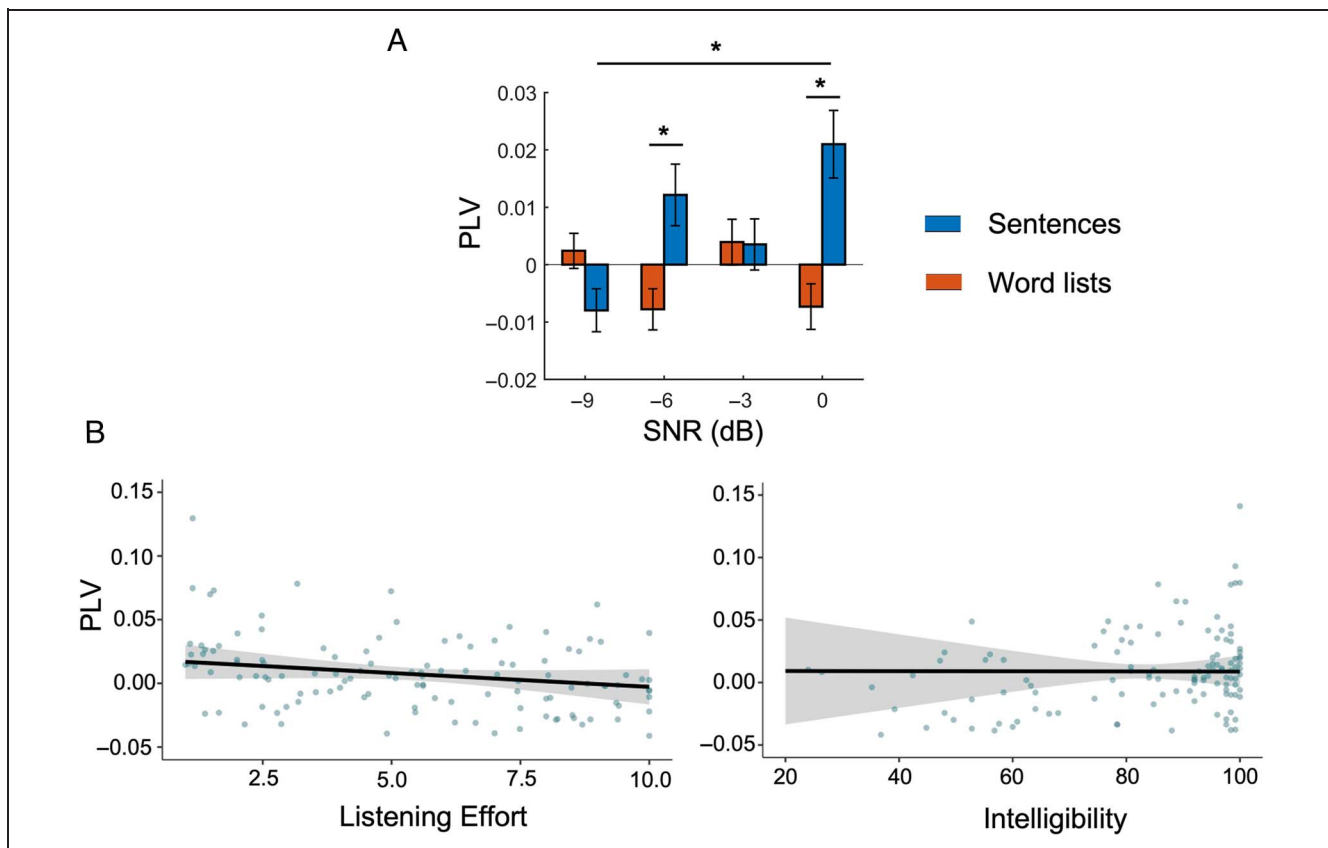 A
*
*
*
0.03
0.02
0.01
0
−0.01
−0.02
PLV
−9 −6 −3 0
SNR (dB)
Sentences
Word lists
B
0.15
0.10
0.05
0.00
−0.05
PLV
2.5 5.0 7.5 10.0
Listening Effort
0.15
0.10
0.05
0.00
−0.05
20 40 60 80 100
Intelligibility